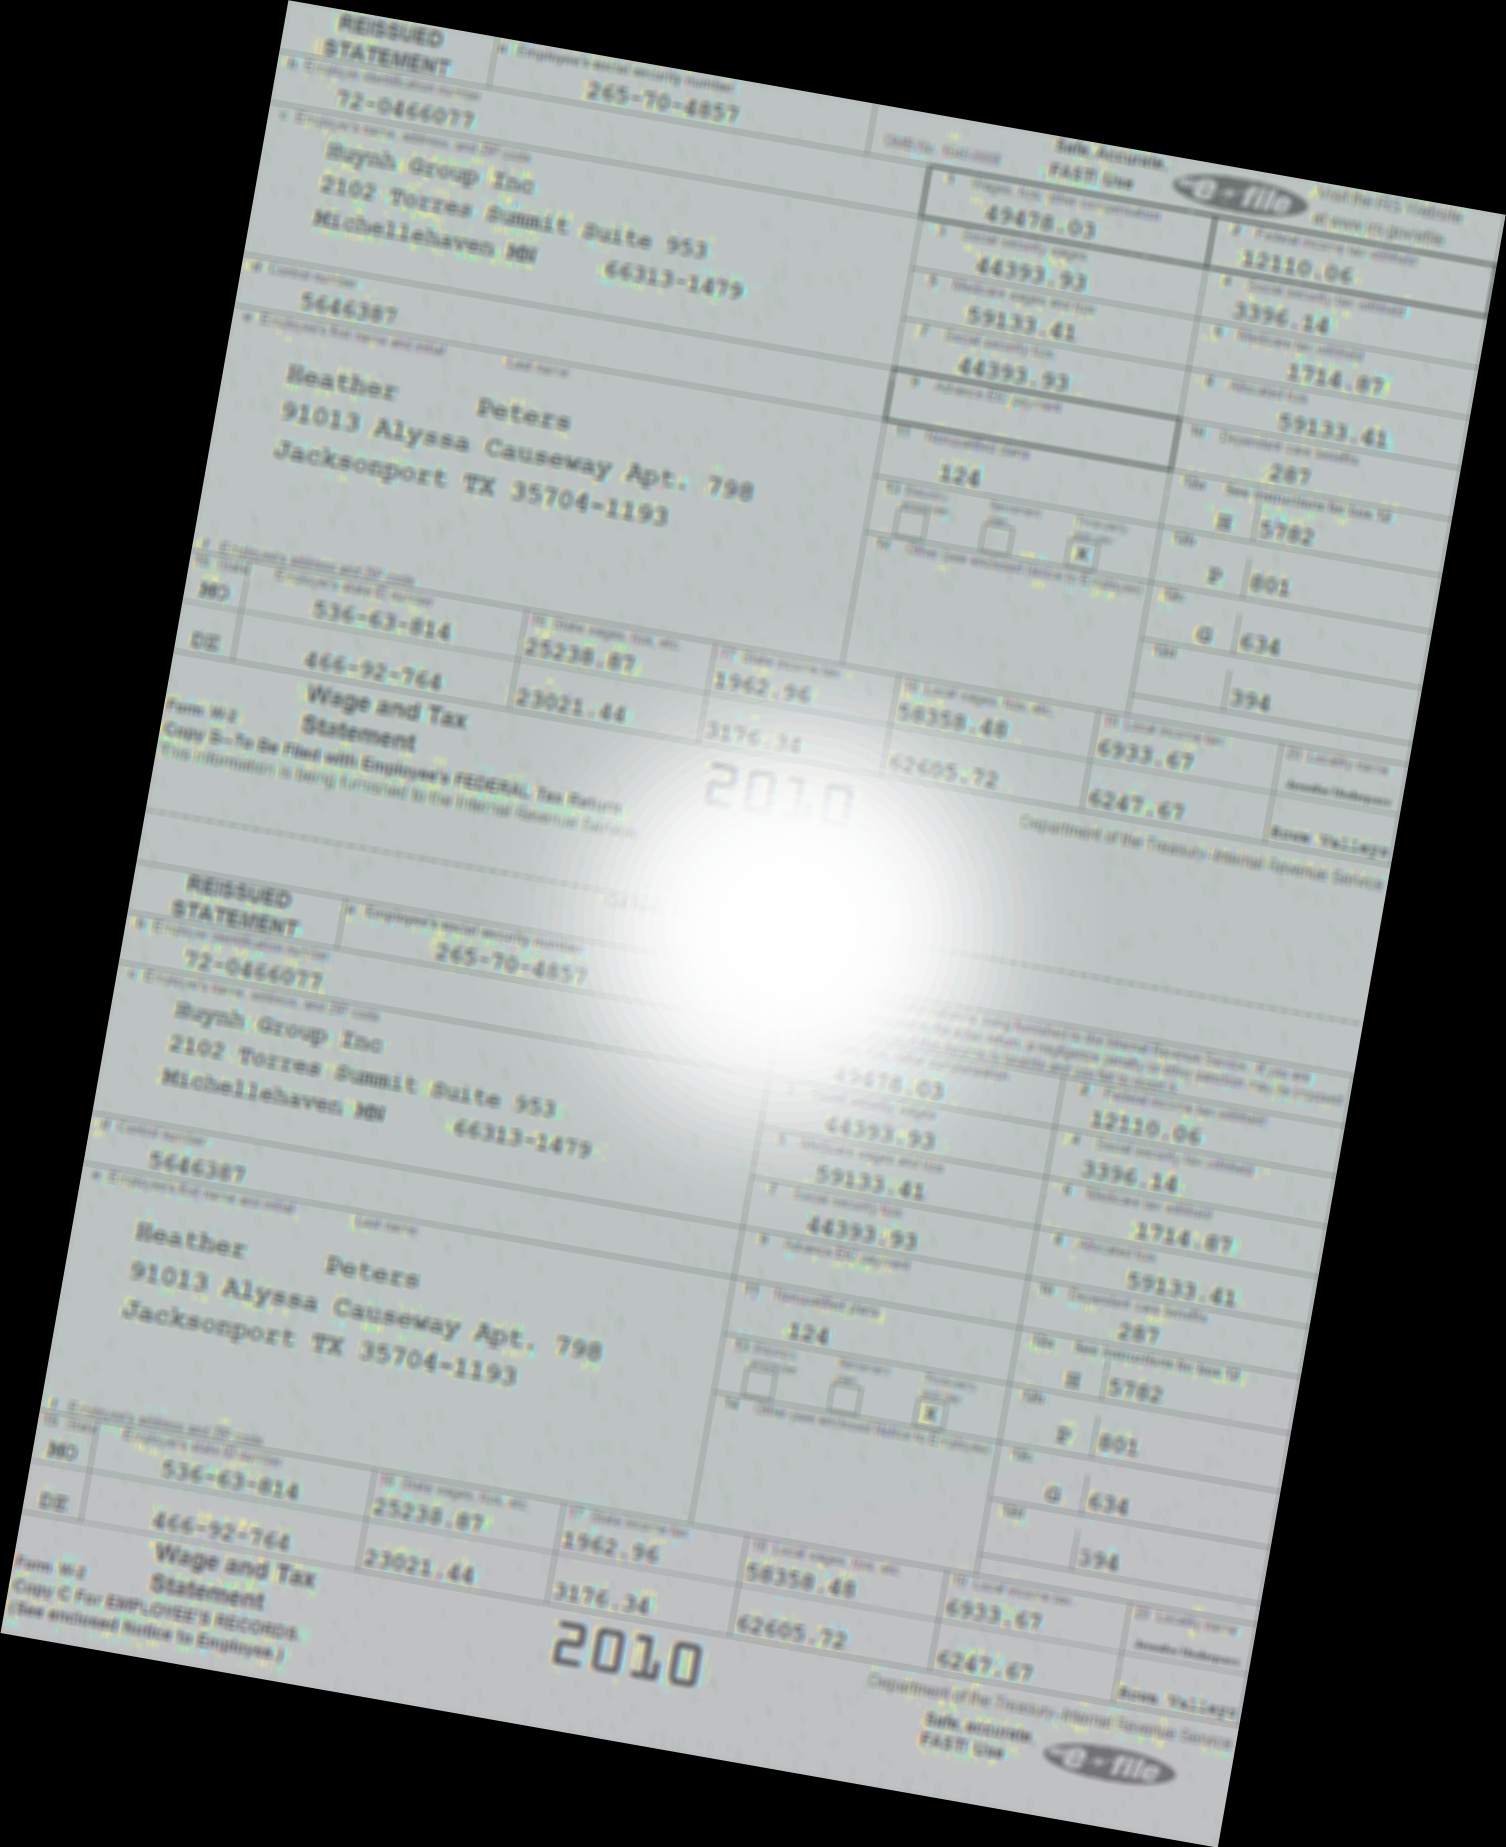 REISSUED
STATEMENT
a Employee's social security number
265-70-4857
OMB No. 1545-0008
Safe, Accurate,
FAST! Use
e-file
Visit the IRS Website
at www.irs.gov/efile
b Employer identification number
72-0466077
c Employer's name, address, and ZIP code
Huynh Group Inc
2102 Torres Summit Suite 953
Michellehaven MN 66313-1479
1 Wages, tips, other compensation
49478.03
2 Federal income tax withheld
12110.06
3 Social security wages
44393.93
4 Social security tax withheld
3396.14
5 Medicare wages and tips
59133.41
6 Medicare tax withheld
1714.87
d Control number
5646387
7 Social security tips
44393.93
8 Allocated tips
59133.41
e Employee's first name and initial Last name
Heather Peters
91013 Alyssa Causeway Apt. 798
Jacksonport TX 35704-1193
9 Advance EIC payment
10 Dependent care benefits
287
11 Nonqualified plans
124
12a See instructions for box 12
H 5782
12b
P 801
12c
G 634
12d
394
13 Statutory employee Retirement plan Third-party sick pay
X
14 Other (see enclosed Notice to Employee)
f Employee's address and ZIP code
15 State Employer's state ID number
16 State wages, tips, etc.
17 State income tax
18 Local wages, tips, etc.
19 Local income tax
20 Locality name
MO 536-63-814 25238.87 1962.96 58358.48 6933.67
DE 466-92-764 23021.44 3176.34 62605.72 6247.67 Valleys
Form W-2
Wage and Tax
Statement
2010
Department of the Treasury-Internal Revenue Service
Copy B-To Be Filed with Employee's FEDERAL Tax Return
This information is being furnished to the Internal Revenue Service.
REISSUED
STATEMENT
a Employee's social security number
265-70-4857
b Employer identification number
72-0466077
being furnished to the Internal Revenue Service. If you are
a negligence penalty or other sanction may be imposed
c Employer's name, address, and ZIP code
Huynh Group Inc
2102 Torres Summit Suite 953
Michellehaven MN 66313-1479
49478.03
2 Federal income tax withheld
12110.06
3 Social security wages
44393.93
4 Social security tax withheld
3396.14
5 Medicare wages and tips
59133.41
6 Medicare tax withheld
1714.87
d Control number
5646387
7 Social security tips
44393.93
8 Allocated tips
59133.41
e Employee's first name and initial Last name
Heather Peters
91013 Alyssa Causeway Apt. 798
Jacksonport TX 35704-1193
9 Advance EIC payment
10 Dependent care benefits
287
11 Nonqualified plans
124
12a See instructions for box 12
H 5782
12b
P 801
12c
G 634
12d
394
13 Statutory employee Retirement plan Third-party sick pay
X
14 Other (see enclosed Notice to Employee)
f Employee's address and ZIP code
15 State Employer's state ID number
16 State wages, tips, etc.
17 State income tax
18 Local wages, tips, etc.
19 Local income tax
20 Locality name
MO 536-63-814 25238.87 1962.96 58358.48 6933.67
DE 466-92-764 23021.44 3176.34 62605.72 6247.67 Valleys
Form W-2
Wage and Tax
Statement
2010
Department of the Treasury-Internal Revenue Service
Copy C For EMPLOYEE'S RECORDS.
(See enclosed Notice to Employee.)
Safe, accurate,
FAST! Use
e-file